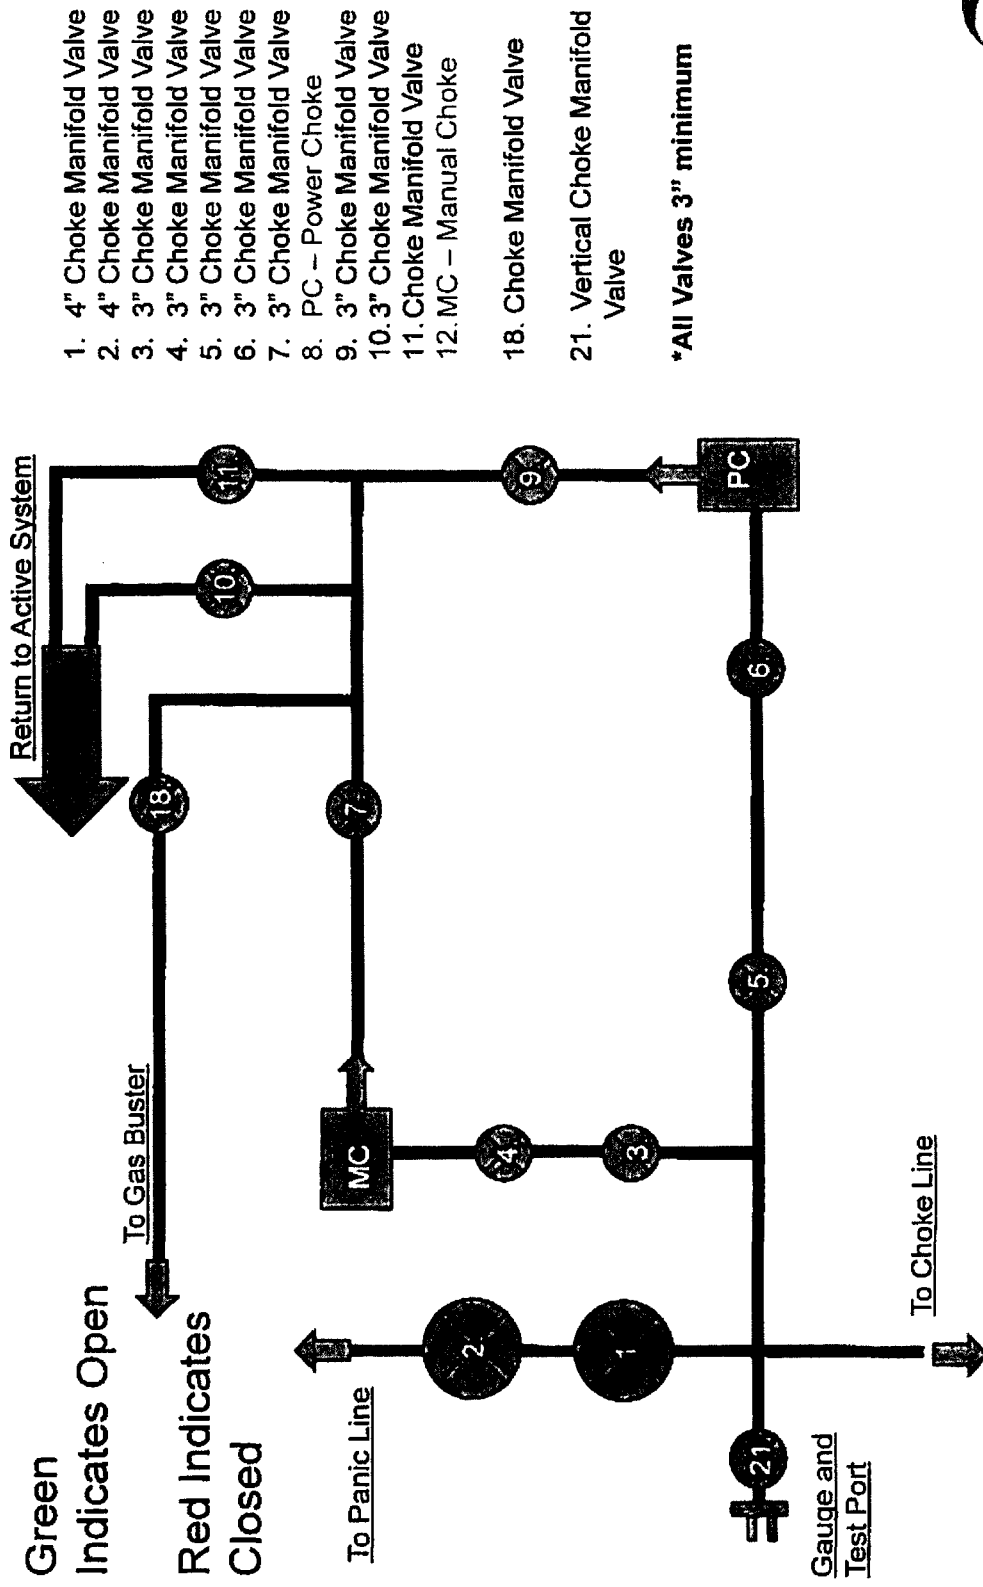 Green
Indicates Open
Red Indicates
Closed
To Gas Buster
Return to Active System
To Panic Line
Gauge and
Test Port
To Choke Line
MC
PC
1
2.
3
4.
5.
6.
7
9.
10.
11.
18.
21
1. 4" Choke Manifold Valve
2. 4" Choke Manifold Valve
3. 3" Choke Manifold Valve
4. 3" Choke Manifold Valve
5. 3" Choke Manifold Valve
6. 3" Choke Manifold Valve
7. 3" Choke Manifold Valve
8. PC – Power Choke
9. 3" Choke Manifold Valve
10. 3" Choke Manifold Valve
11. Choke Manifold Valve
12. MC – Manual Choke
18. Choke Manifold Valve
21. Vertical Choke Manifold
Valve
*All Valves 3" minimum